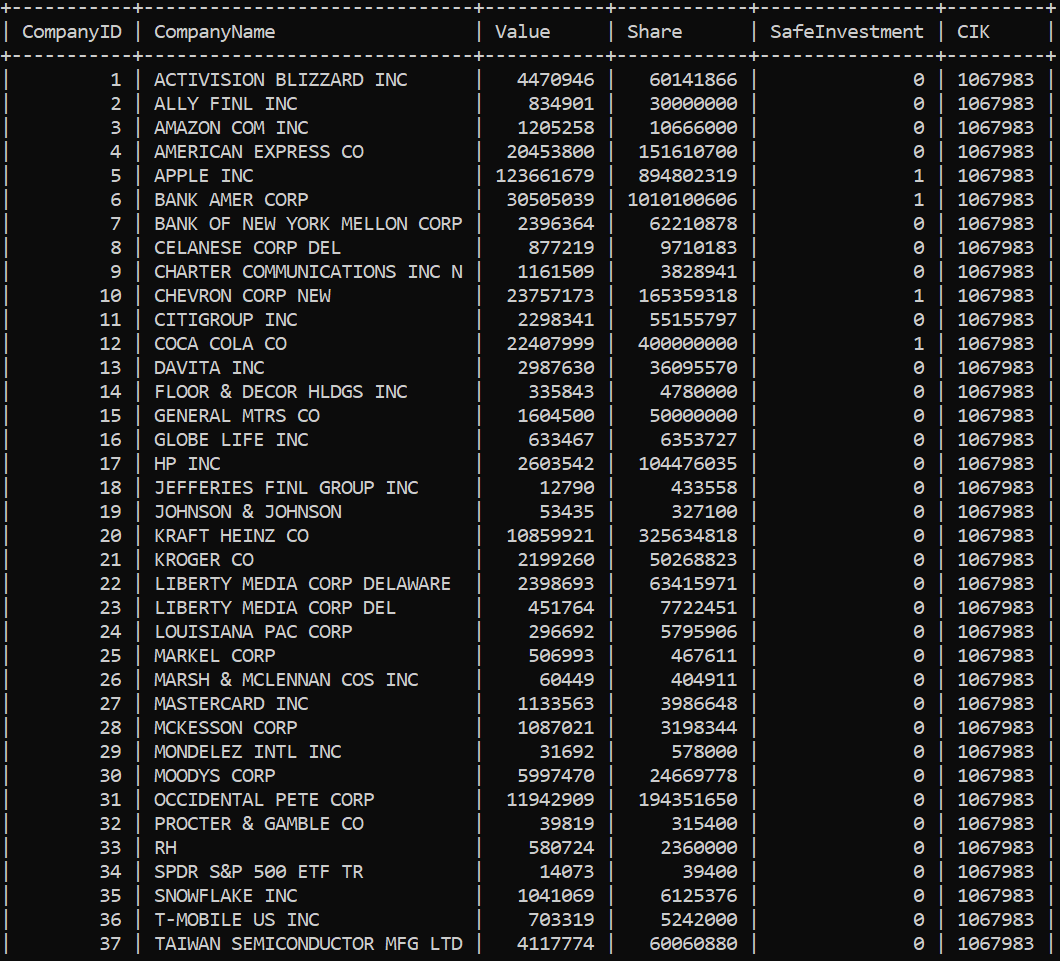 +-----------+--------------------------------+-----------+------------+----------------+---------+
| CompanyID | CompanyName                    | Value     | Share      | SafeInvestment | CIK     |
+-----------+--------------------------------+-----------+------------+----------------+---------+
|         1 | ACTIVISION BLIZZARD INC        |   4470946 |   60141866 |              0 | 1067983 |
|         2 | ALLY FINL INC                  |    834901 |   30000000 |              0 | 1067983 |
|         3 | AMAZON COM INC                 |   1205258 |   10666000 |              0 | 1067983 |
|         4 | AMERICAN EXPRESS CO            |  20453800 |  151610700 |              0 | 1067983 |
|         5 | APPLE INC                      | 123661679 |  894802319 |              1 | 1067983 |
|         6 | BANK AMER CORP                 |  30505039 | 1010100606 |              1 | 1067983 |
|         7 | BANK OF NEW YORK MELLON CORP   |   2396364 |   62210878 |              0 | 1067983 |
|         8 | CELANESE CORP DEL              |    877219 |    9710183 |              0 | 1067983 |
|         9 | CHARTER COMMUNICATIONS INC N   |   1161509 |    3828941 |              0 | 1067983 |
|        10 | CHEVRON CORP NEW               |  23757173 |  165359318 |              1 | 1067983 |
|        11 | CITIGROUP INC                  |   2298341 |   55155797 |              0 | 1067983 |
|        12 | COCA COLA CO                   |  22407999 |  400000000 |              1 | 1067983 |
|        13 | DAVITA INC                     |   2987630 |   36095570 |              0 | 1067983 |
|        14 | FLOOR & DECOR HLDGS INC        |    335843 |    4780000 |              0 | 1067983 |
|        15 | GENERAL MTRS CO                |   1604500 |   50000000 |              0 | 1067983 |
|        16 | GLOBE LIFE INC                 |    633467 |    6353727 |              0 | 1067983 |
|        17 | HP INC                         |   2603542 |  104476035 |              0 | 1067983 |
|        18 | JEFFERIES FINL GROUP INC       |     12790 |     433558 |              0 | 1067983 |
|        19 | JOHNSON & JOHNSON              |     53435 |     327100 |              0 | 1067983 |
|        20 | KRAFT HEINZ CO                 |  10859921 |  325634818 |              0 | 1067983 |
|        21 | KROGER CO                      |   2199260 |   50268823 |              0 | 1067983 |
|        22 | LIBERTY MEDIA CORP DELAWARE    |   2398693 |   63415971 |              0 | 1067983 |
|        23 | LIBERTY MEDIA CORP DEL         |    451764 |    7722451 |              0 | 1067983 |
|        24 | LOUISIANA PAC CORP             |    296692 |    5795906 |              0 | 1067983 |
|        25 | MARKEL CORP                    |    506993 |     467611 |              0 | 1067983 |
|        26 | MARSH & MCLENNAN COS INC       |     60449 |     404911 |              0 | 1067983 |
|        27 | MASTERCARD INC                 |   1133563 |    3986648 |              0 | 1067983 |
|        28 | MCKESSON CORP                  |   1087021 |    3198344 |              0 | 1067983 |
|        29 | MONDELEZ INTL INC              |     31692 |     578000 |              0 | 1067983 |
|        30 | MOODYS CORP                    |   5997470 |   24669778 |              0 | 1067983 |
|        31 | OCCIDENTAL PETE CORP           |  11942909 |  194351650 |              0 | 1067983 |
|        32 | PROCTER & GAMBLE CO            |     39819 |     315400 |              0 | 1067983 |
|        33 | RH                             |    580724 |    2360000 |              0 | 1067983 |
|        34 | SPDR S&P 500 ETF TR            |     14073 |      39400 |              0 | 1067983 |
|        35 | SNOWFLAKE INC                  |   1041069 |    6125376 |              0 | 1067983 |
|        36 | T-MOBILE US INC                |    703319 |    5242000 |              0 | 1067983 |
|        37 | TAIWAN SEMICONDUCTOR MFG LTD   |   4117774 |   60060880 |              0 | 1067983 |